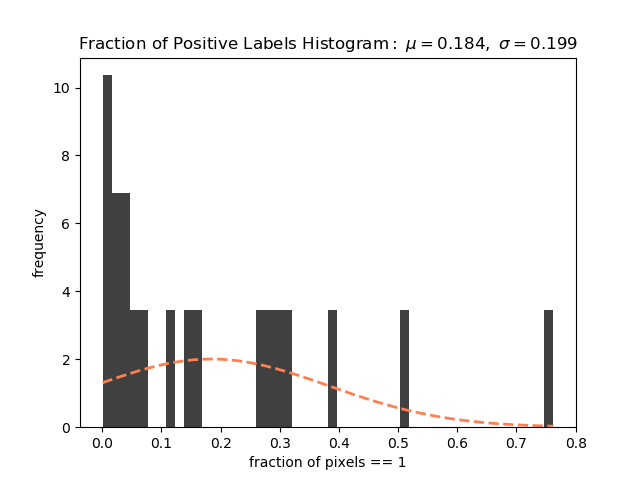 Fraction of Positive Labels Histogram: μ = 0.184, σ = 0.199
10
8
6
4
2
0
frequency
0.0 0.1 0.2 0.3 0.4 0.5 0.6 0.7 0.8
fraction of pixels == 1